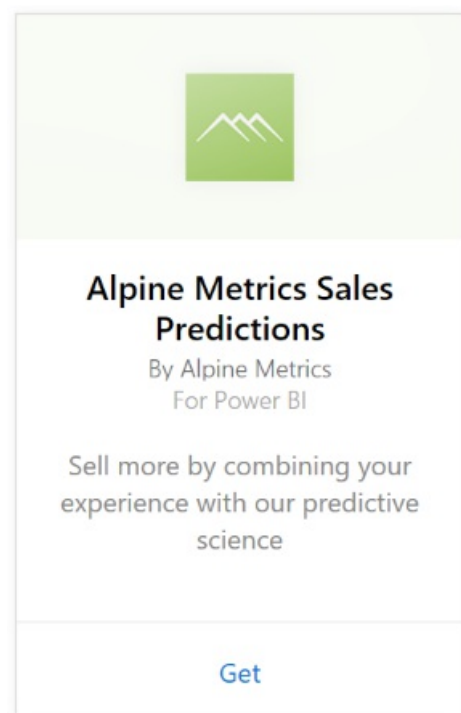 Alpine Metrics Sales
Predictions
By Alpine Metrics
For Power BI
Sell more by combining your
experience with our predictive
science
Get